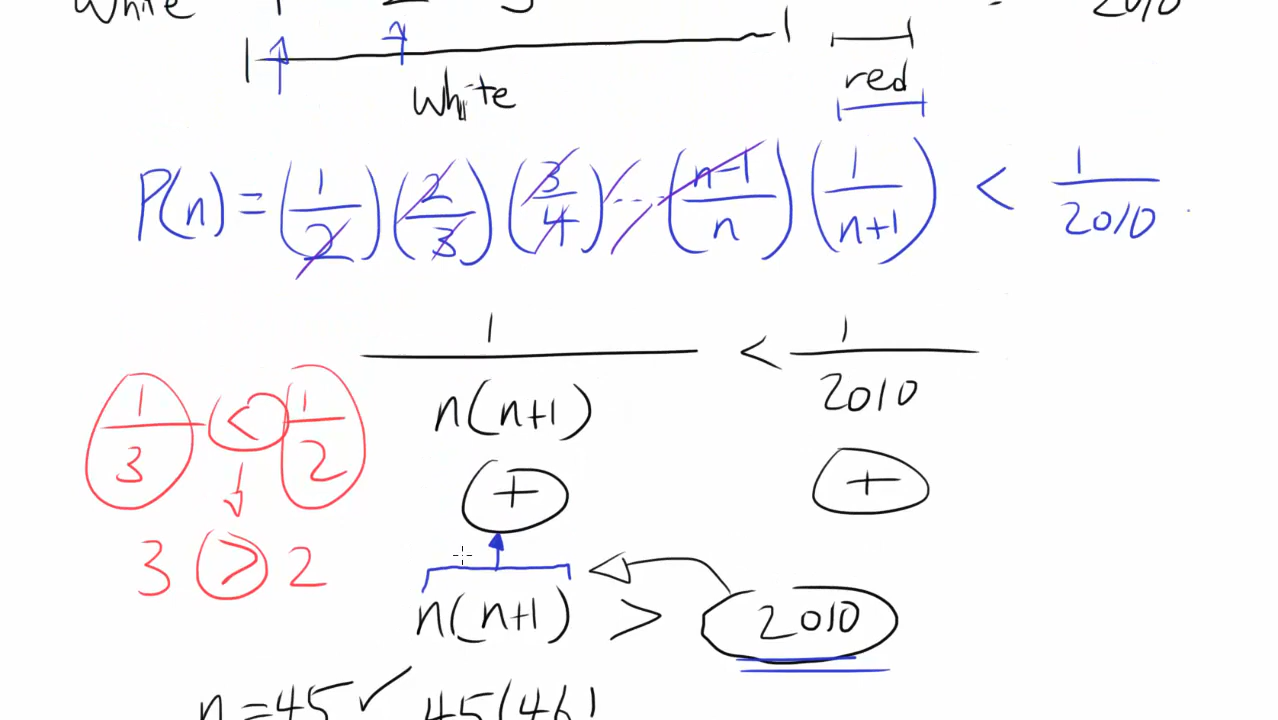 White 2010
White red
P(n) = (1/2)(2/3)(3/4)...((n-1)/n)(1/(n+1)) < 1/2010
1/(n(n+1)) < 1/2010
1/3 < 1/2
+ +
3 > 2
n(n+1) > 2010
n=45 ✓ 45(46)